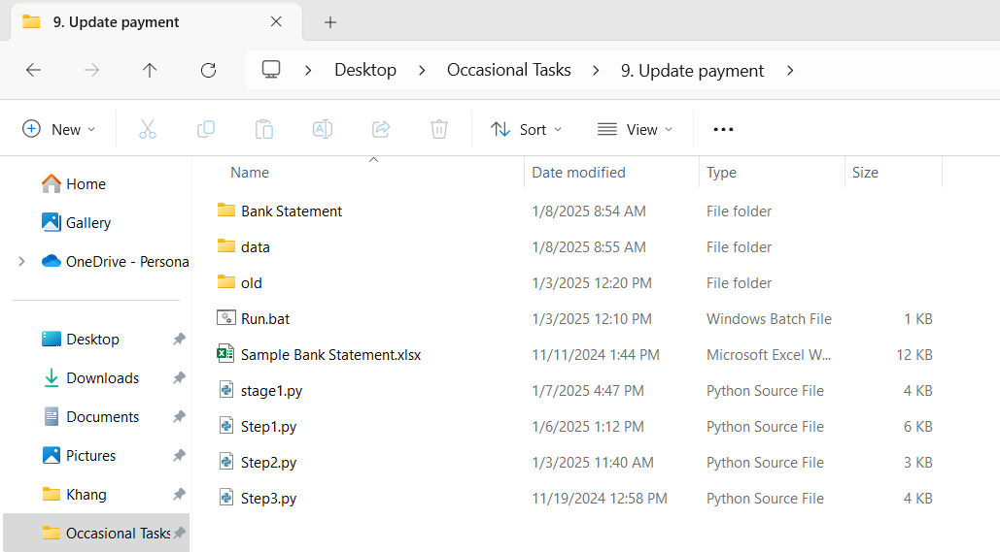 9. Update payment
Desktop > Occasional Tasks > 9. Update payment >
New Sort View
Home
Gallery
OneDrive - Persona
Desktop
Downloads
Documents
Pictures
Khang
Occasional Tasks
Name Date modified Type Size
Bank Statement 1/8/2025 8:54 AM File folder
data 1/8/2025 8:55 AM File folder
old 1/3/2025 12:20 PM File folder
Run.bat 1/3/2025 12:10 PM Windows Batch File 1 KB
Sample Bank Statement.xlsx 11/11/2024 1:44 PM Microsoft Excel W... 12 KB
stage1.py 1/7/2025 4:47 PM Python Source File 4 KB
Step1.py 1/6/2025 1:12 PM Python Source File 6 KB
Step2.py 1/3/2025 11:40 AM Python Source File 3 KB
Step3.py 11/19/2024 12:58 PM Python Source File 4 KB